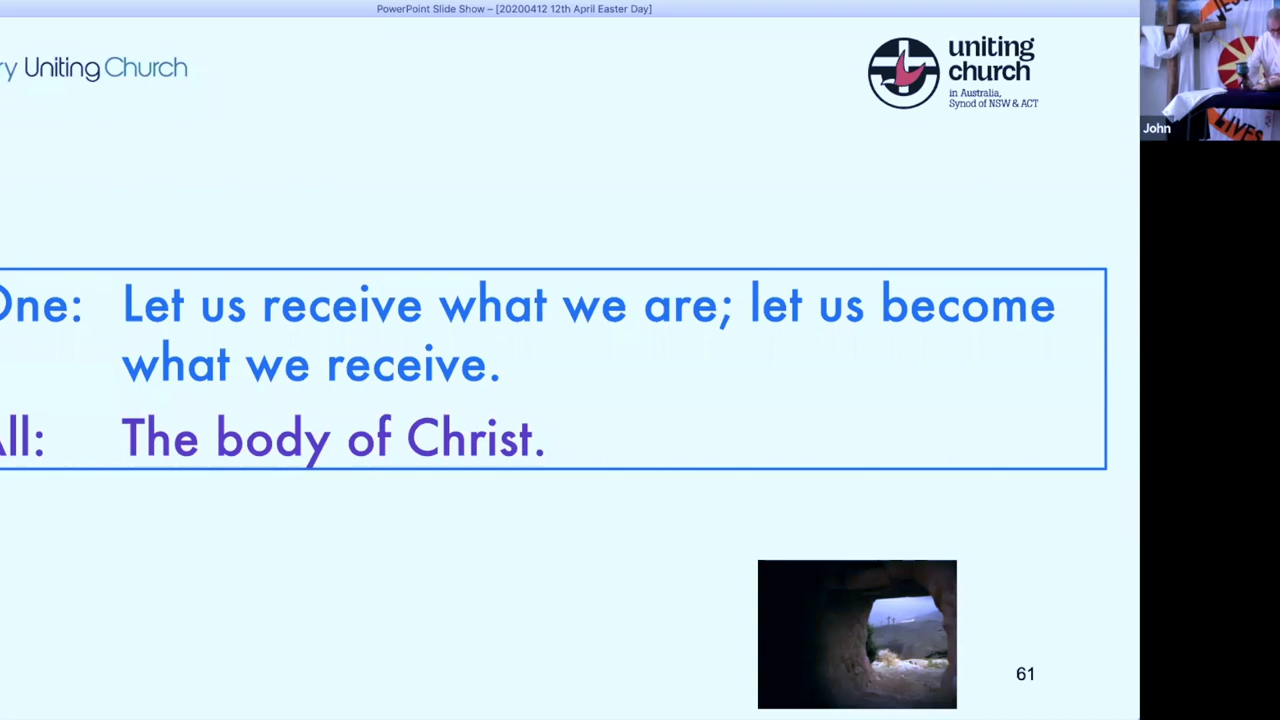 PowerPoint Slide Show – [20200412 12th April Easter Day]
ry Uniting Church
uniting
church
in Australia,
Synod of NSW & ACT
John
LIVES
One: Let us receive what we are; let us become
what we receive.
All: The body of Christ.
61